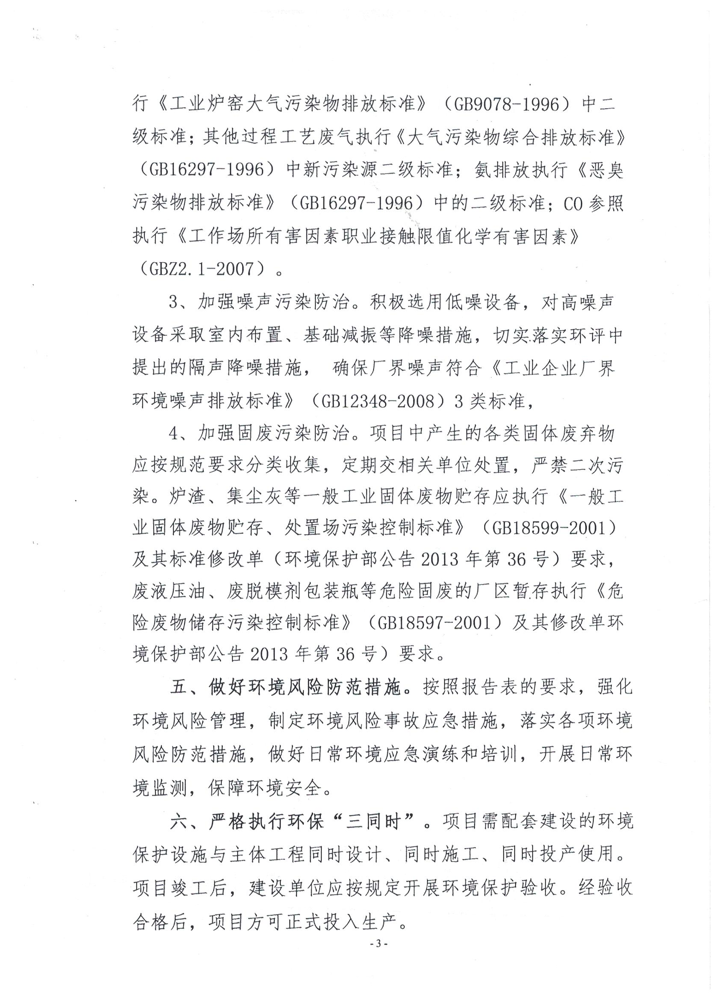 行《工业炉窑大气污染物排放标准》（GB9078-1996）中二
级标准；其他过程工艺废气执行《大气污染物综合排放标准》
（GB16297-1996）中新污染源二级标准；氨排放执行《恶臭
污染物排放标准》（GB16297-1996）中的二级标准；CO 参照
执行《工作场所有害因素职业接触限值化学有害因素》
（GBZ2.1-2007）。
3、加强噪声污染防治。积极选用低噪设备，对高噪声
设备采取室内布置、基础减振等降噪措施，切实落实环评中
提出的隔声降噪措施， 确保厂界噪声符合《工业企业厂界
环境噪声排放标准》（GB12348-2008）3 类标准，
4、加强固废污染防治。项目中产生的各类固体废弃物
应按规范要求分类收集，定期交相关单位处置，严禁二次污
染。炉渣、集尘灰等一般工业固体废物贮存应执行《一般工
业固体废物贮存、处置场污染控制标准》（GB18599-2001）
及其标准修改单（环境保护部公告 2013 年第 36 号）要求，
废液压油、废脱模剂包装瓶等危险固废的厂区暂存执行《危
险废物储存污染控制标准》（GB18597-2001）及其修改单环
境保护部公告 2013 年第 36 号）要求。
五、做好环境风险防范措施。按照报告表的要求，强化
环境风险管理，制定环境风险事故应急措施，落实各项环境
风险防范措施，做好日常环境应急演练和培训，开展日常环
境监测，保障环境安全。
六、严格执行环保“三同时”。项目需配套建设的环境
保护设施与主体工程同时设计、同时施工、同时投产使用。
项目竣工后，建设单位应按规定开展环境保护验收。经验收
合格后，项目方可正式投入生产。
- 3 -